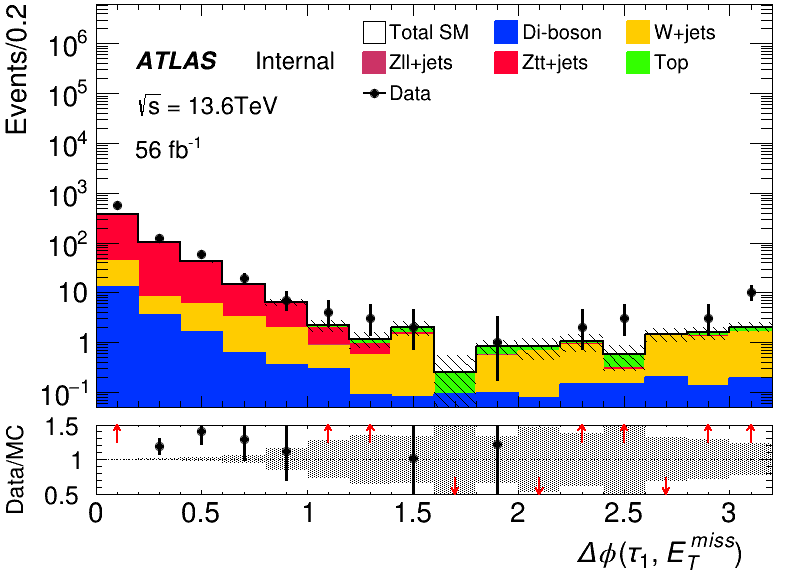 Events/0.2
10⁶
10⁵
10⁴
10³
10²
10
1
10⁻¹
ATLAS Internal
√s = 13.6TeV
56 fb⁻¹
Total SM Di-boson W+jets
Zll+jets Ztt+jets Top
Data
Data/MC
1.5
1
0.5
0 0.5 1 1.5 2 2.5 3
Δϕ(τ₁, E_T^miss)